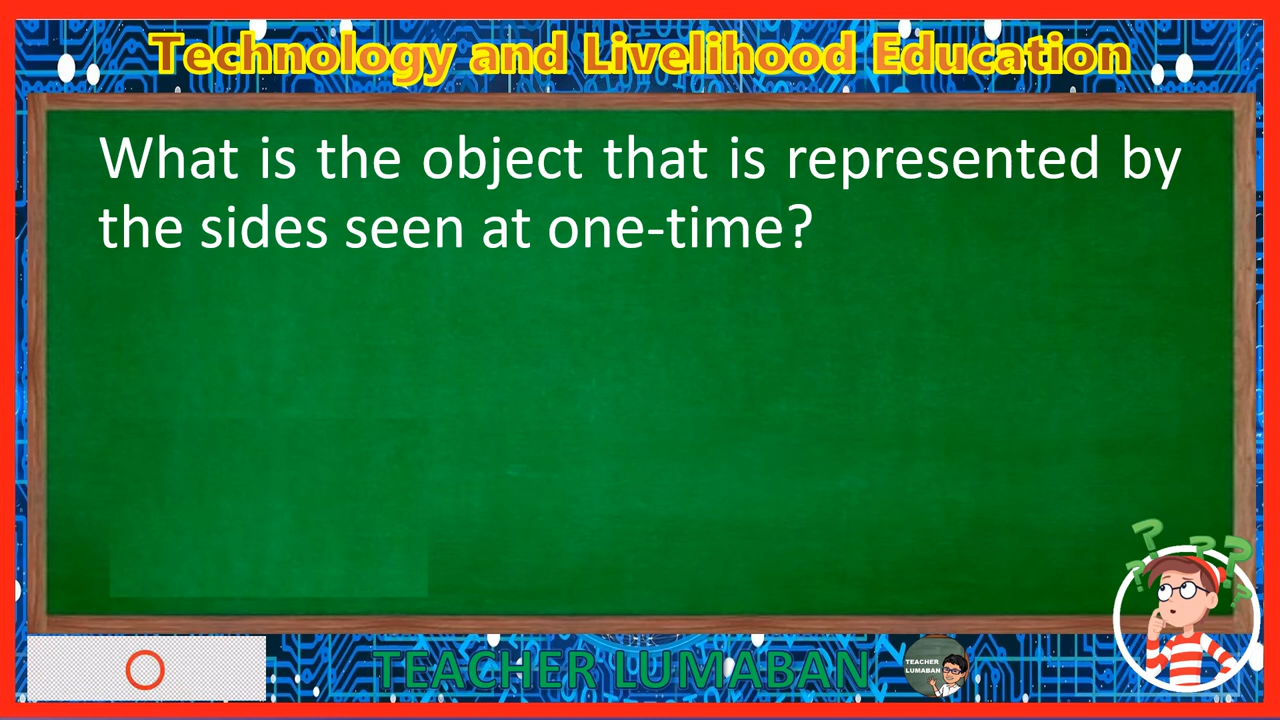 Technology and Livelihood Education
What is the object that is represented by
the sides seen at one-time?
TEACHER LUMABAN
TEACHER
LUMABAN